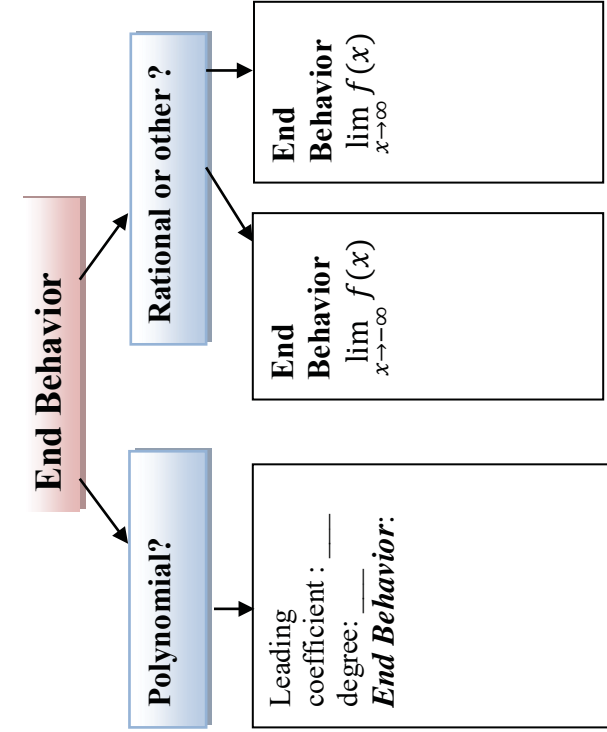 End Behavior
Polynomial?
Rational or other ?
Leading
coefficient : ___
degree: ___
End Behavior:
End
Behavior
lim f(x)
x→−∞
End
Behavior
lim f(x)
x→∞